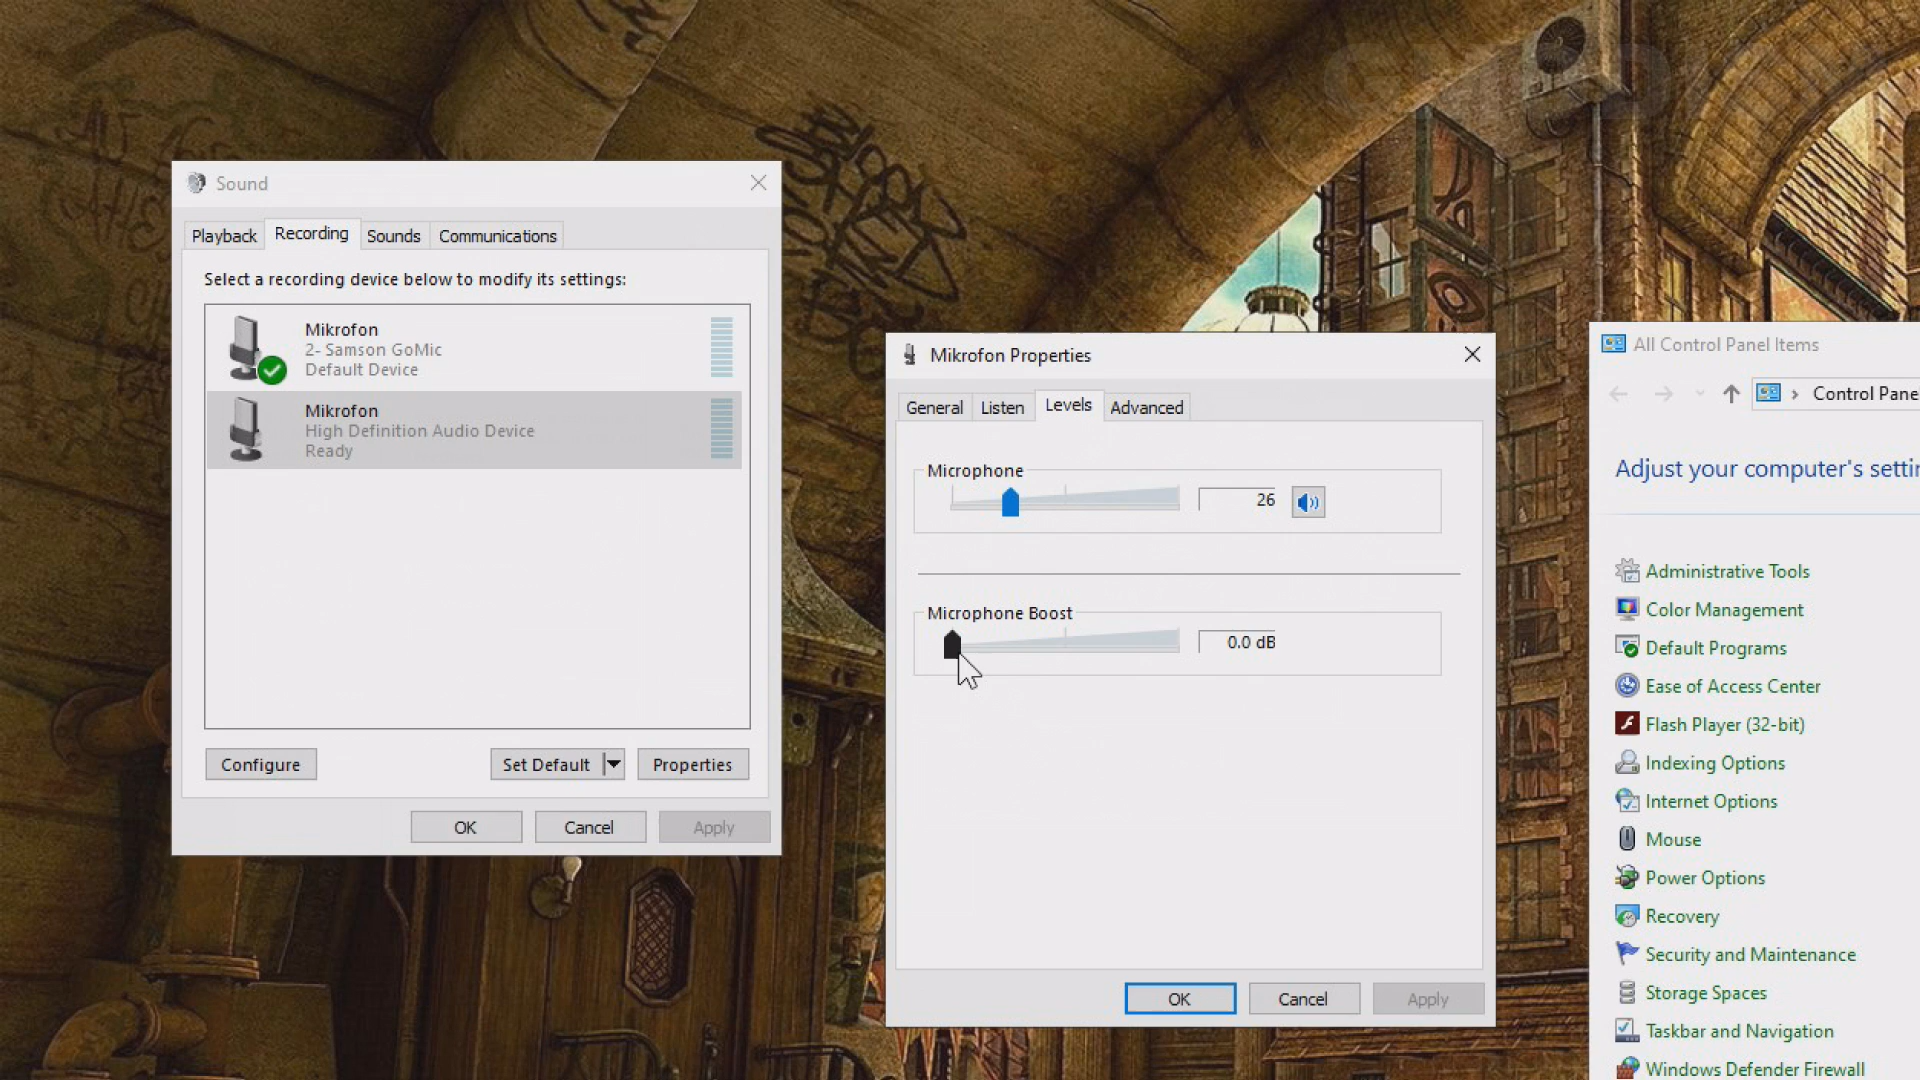 Sound
Playback
Recording
Sounds
Communications
Select a recording device below to modify its settings:
Mikrofon
2- Samson GoMic
Default Device
Mikrofon
High Definition Audio Device
Ready
Configure
Set Default
Properties
OK
Cancel
Apply
Mikrofon Properties
General
Listen
Levels
Advanced
Microphone
26
Microphone Boost
0.0 dB
OK
Cancel
Apply
All Control Panel Items
Control Pane
Adjust your computer's setti
Administrative Tools
Color Management
Default Programs
Ease of Access Center
Flash Player (32-bit)
Indexing Options
Internet Options
Mouse
Power Options
Recovery
Security and Maintenance
Storage Spaces
Taskbar and Navigation
Windows Defender Firewall